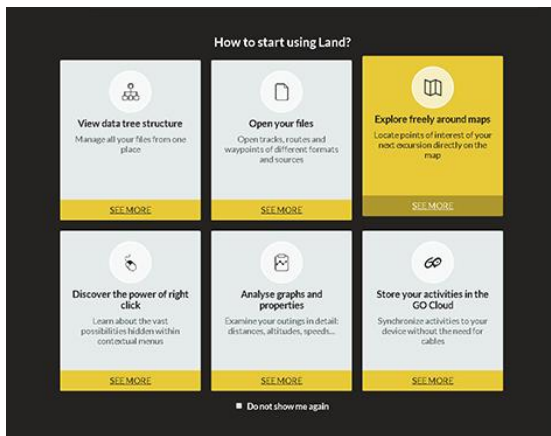 How to start using Land?
View data tree structure
Manage all your files from one
place
SEE MORE
Open your files
Open tracks, routes and
waypoints of different formats
and sources
SEE MORE
Explore freely around maps
Locate points of interest of your
next excursion directly on the
map
SEE MORE
Discover the power of right
click
Learn about the vast
possibilities hidden within
contextual menus
SEE MORE
Analyse graphs and
properties
Examine your outings in detail:
distances, altitudes, speeds...
SEE MORE
GO
Store your activities in the
GO Cloud
Synchronize activities to your
device without the need for
cables
SEE MORE
Do not show me again